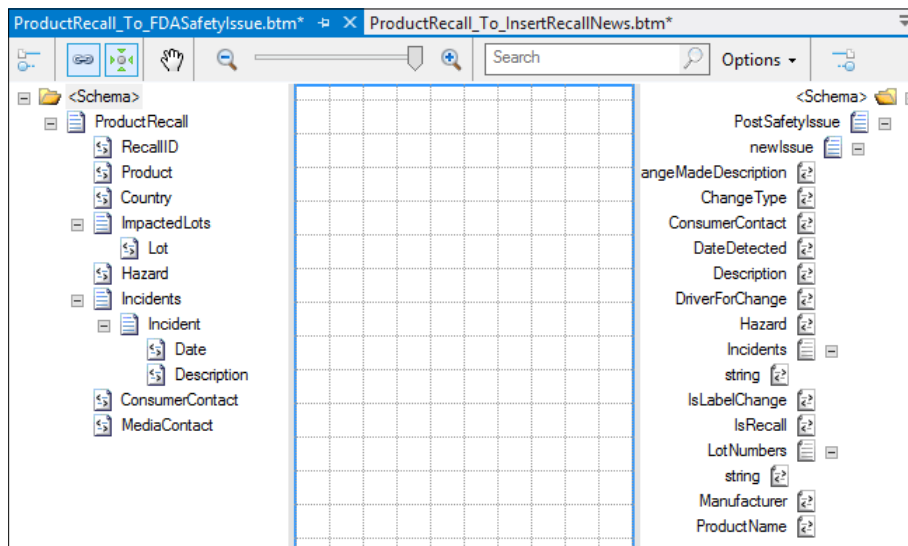 ProductRecall_To_FDASafetyIssue.btm*
ProductRecall_To_InsertRecallNews.btm*
Search
Options
<Schema>
ProductRecall
RecallID
Product
Country
ImpactedLots
Lot
Hazard
Incidents
Incident
Date
Description
ConsumerContact
MediaContact
<Schema>
PostSafetyIssue
newIssue
angeMadeDescription
ChangeType
ConsumerContact
DateDetected
Description
DriverForChange
Hazard
Incidents
string
IsLabelChange
IsRecall
LotNumbers
string
Manufacturer
ProductName